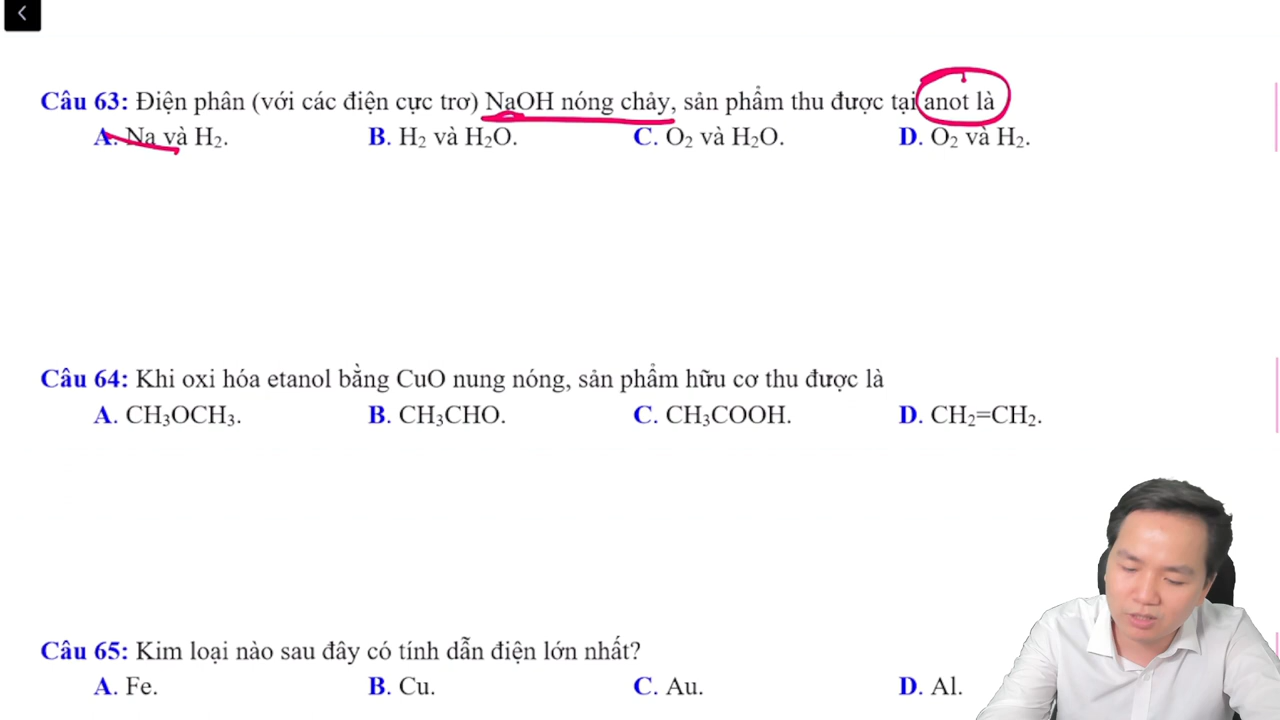 Câu 63: Điện phân (với các điện cực trơ) NaOH nóng chảy, sản phẩm thu được tại anot là
A. Na và H₂. B. H₂ và H₂O. C. O₂ và H₂O. D. O₂ và H₂.
Câu 64: Khi oxi hóa etanol bằng CuO nung nóng, sản phẩm hữu cơ thu được là
A. CH₃OCH₃. B. CH₃CHO. C. CH₃COOH. D. CH₂=CH₂.
Câu 65: Kim loại nào sau đây có tính dẫn điện lớn nhất?
A. Fe. B. Cu. C. Au. D. Al.